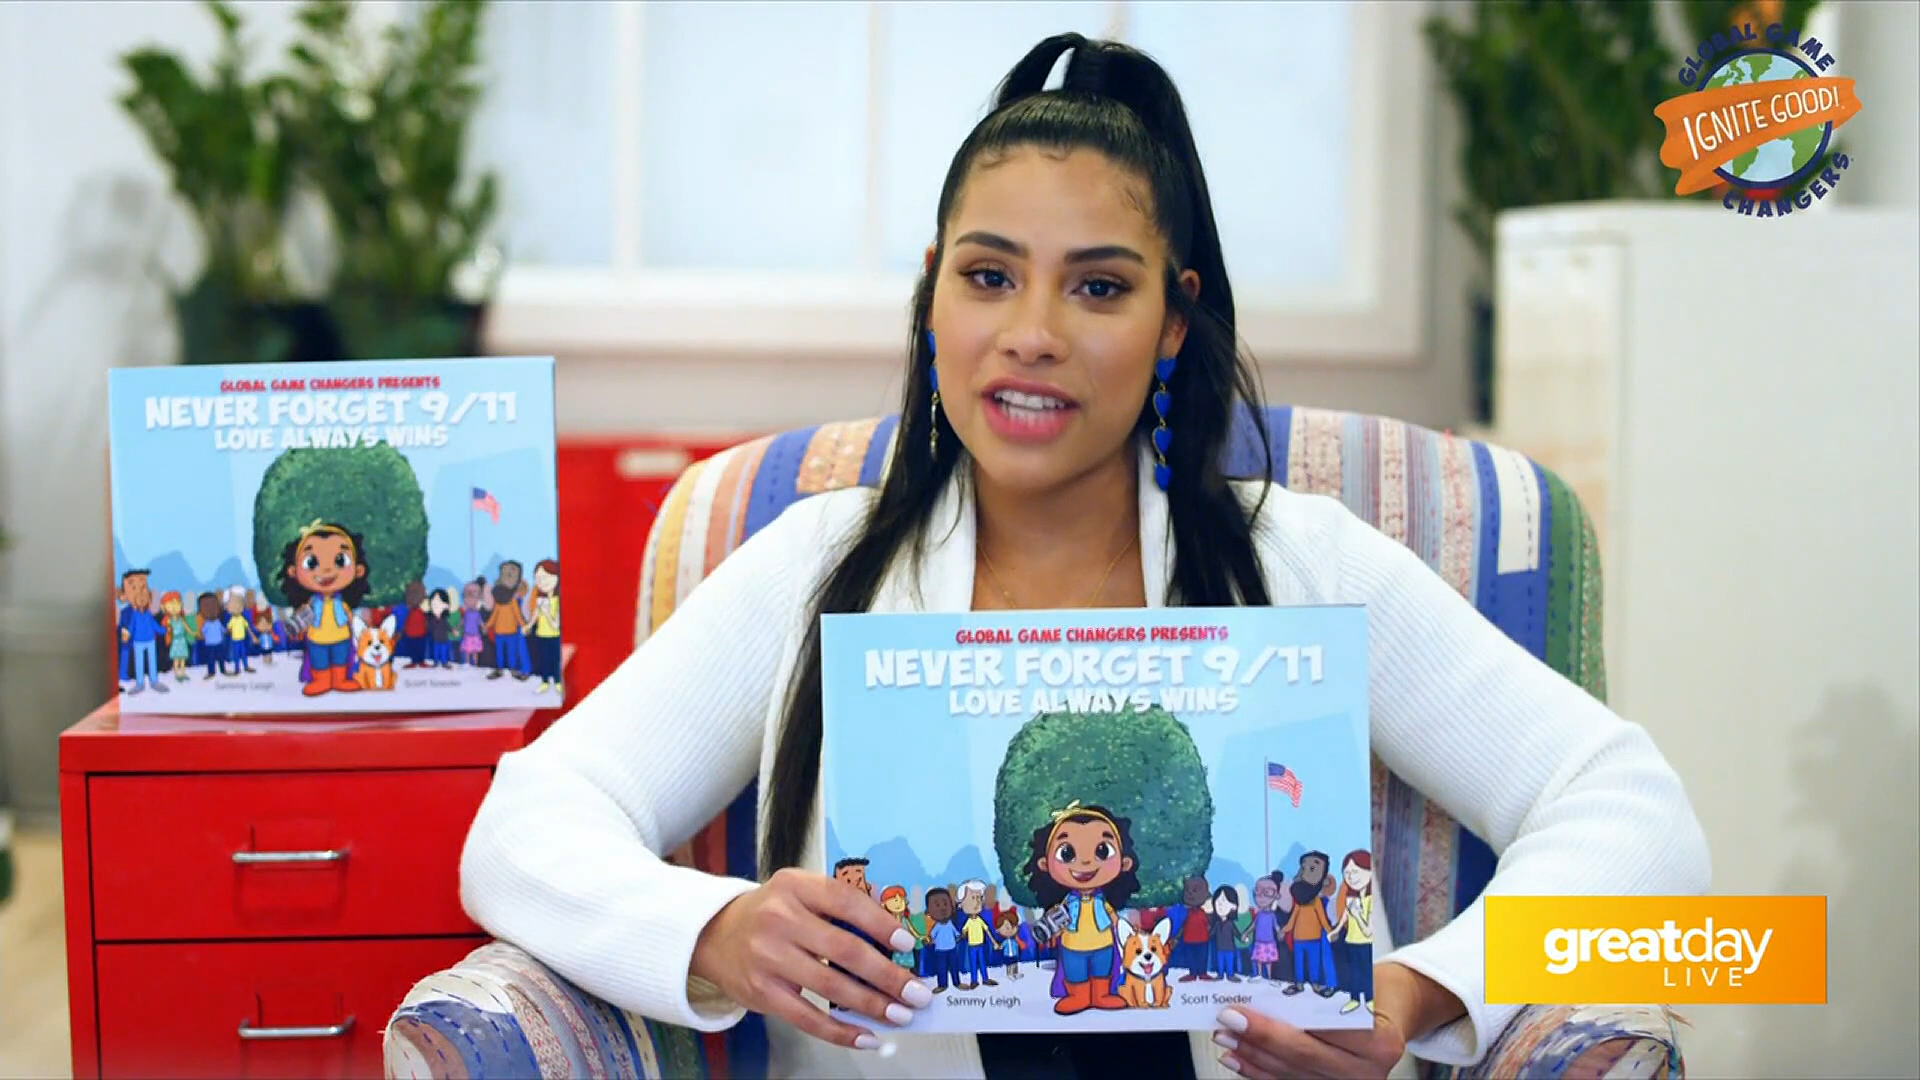 GLOBAL GAME
IGNITE GOOD!
CHANGERS
GLOBAL GAME CHANGERS PRESENTS
NEVER FORGET 9/11
LOVE ALWAYS WINS
Sammy Leigh
Scott Soeder
GLOBAL GAME CHANGERS PRESENTS
NEVER FORGET 9/11
LOVE ALWAYS WINS
Sammy Leigh
Scott Soeder
greatday
LIVE